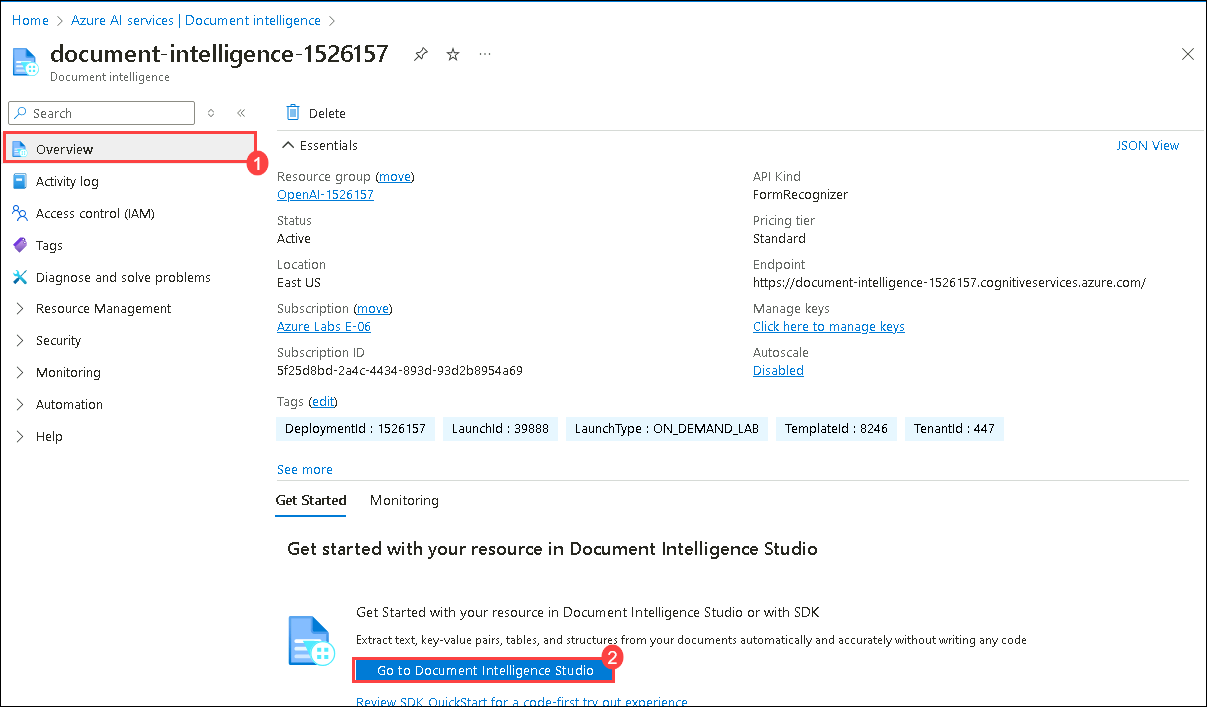 Home > Azure AI services | Document intelligence >
document-intelligence-1526157 ...
Document intelligence
Search
Delete
Overview
1
Activity log
Access control (IAM)
Tags
Diagnose and solve problems
Resource Management
Security
Monitoring
Automation
Help
Essentials
JSON View
Resource group (move)
OpenAI-1526157
Status
Active
Location
East US
Subscription (move)
Azure Labs E-06
Subscription ID
5f25d8bd-2a4c-4434-893d-93d2b8954a69
API Kind
FormRecognizer
Pricing tier
Standard
Endpoint
https://document-intelligence-1526157.cognitiveservices.azure.com/
Manage keys
Click here to manage keys
Autoscale
Disabled
Tags (edit)
DeploymentId : 1526157 LaunchId : 39888 LaunchType : ON_DEMAND_LAB TemplateId : 8246 TenantId : 447
See more
Get Started Monitoring
Get started with your resource in Document Intelligence Studio
Get Started with your resource in Document Intelligence Studio or with SDK
Extract text, key-value pairs, tables, and structures from your documents automatically and accurately without writing any code
Go to Document Intelligence Studio
2
Review SDK QuickStart for a code-first try out experience